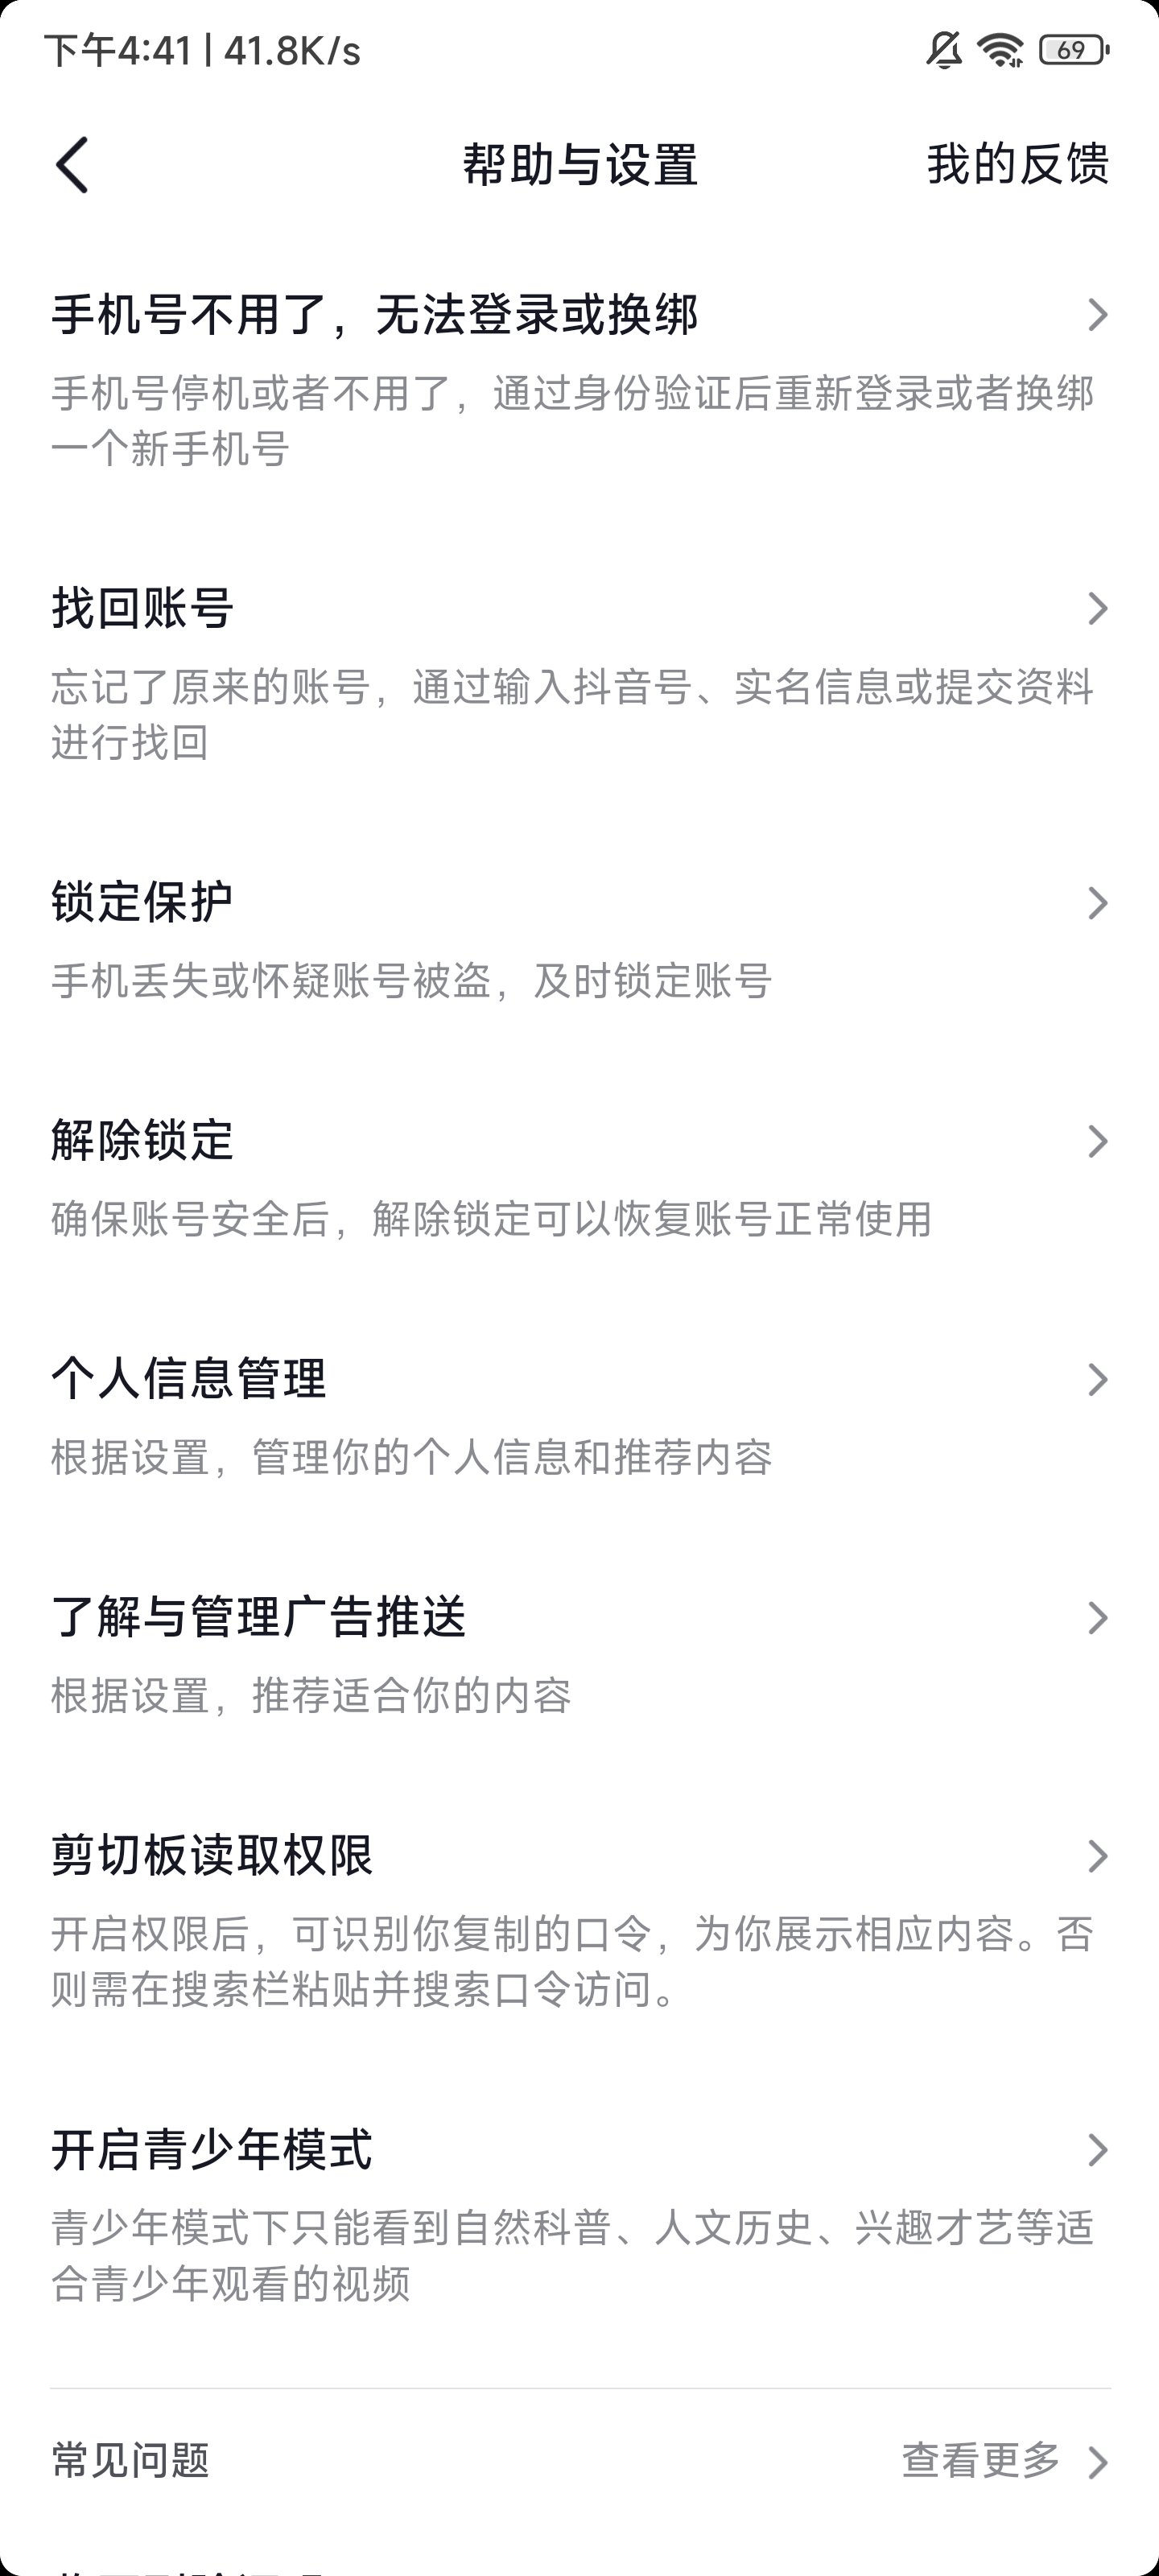 下午4:41 | 41.8K/s
69
帮助与设置
我的反馈
手机号不用了，无法登录或换绑
手机号停机或者不用了，通过身份验证后重新登录或者换绑
一个新手机号
找回账号
忘记了原来的账号，通过输入抖音号、实名信息或提交资料
进行找回
锁定保护
手机丢失或怀疑账号被盗，及时锁定账号
解除锁定
确保账号安全后，解除锁定可以恢复账号正常使用
个人信息管理
根据设置，管理你的个人信息和推荐内容
了解与管理广告推送
根据设置，推荐适合你的内容
剪切板读取权限
开启权限后，可识别你复制的口令，为你展示相应内容。否
则需在搜索栏粘贴并搜索口令访问。
开启青少年模式
青少年模式下只能看到自然科普、人文历史、兴趣才艺等适
合青少年观看的视频
常见问题
查看更多